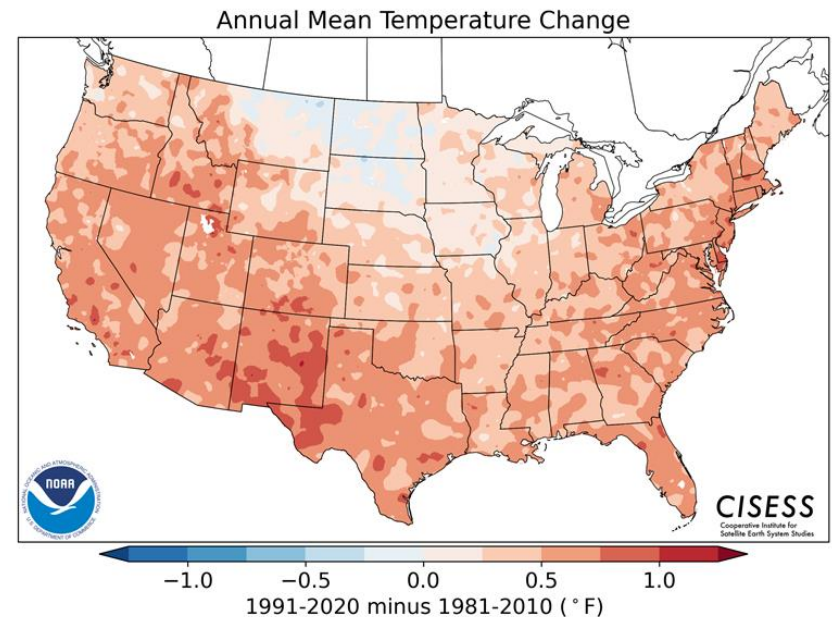 Annual Mean Temperature Change
NATIONAL OCEANIC AND ATMOSPHERIC ADMINISTRATION
NOAA
U.S. DEPARTMENT OF COMMERCE
CISESS
Cooperative Institute for
Satellite Earth System Studies
−1.0 −0.5 0.0 0.5 1.0
1991-2020 minus 1981-2010 (°F)